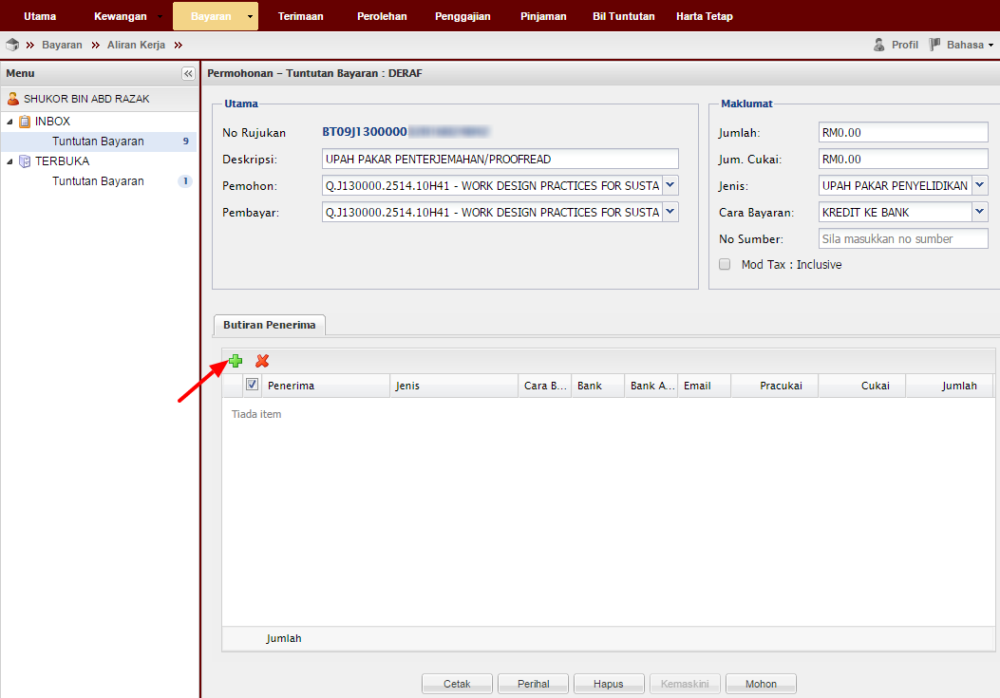 Utama Kewangan Bayaran Terimaan Perolehan Penggajian Pinjaman Bil Tuntutan Harta Tetap
Bayaran Aliran Kerja Profil Bahasa
Menu
SHUKOR BIN ABD RAZAK
INBOX
Tuntutan Bayaran 9
TERBUKA
Tuntutan Bayaran 1
Permohonan - Tuntutan Bayaran : DERAF
Utama
No Rujukan BT09J1300000
Deskripsi: UPAH PAKAR PENTERJEMAHAN/PROOFREAD
Pemohon: Q.J130000.2514.10H41 - WORK DESIGN PRACTICES FOR SUSTA
Pembayar: Q.J130000.2514.10H41 - WORK DESIGN PRACTICES FOR SUSTA
Maklumat
Jumlah: RM0.00
Jum. Cukai: RM0.00
Jenis: UPAH PAKAR PENYELIDIKAN
Cara Bayaran: KREDIT KE BANK
No Sumber: Sila masukkan no sumber
Mod Tax : Inclusive
Butiran Penerima
Penerima Jenis Cara B... Bank Bank A... Email Pracukai Cukai Jumlah
Tiada item
Jumlah
Cetak Perihal Hapus Kemaskini Mohon